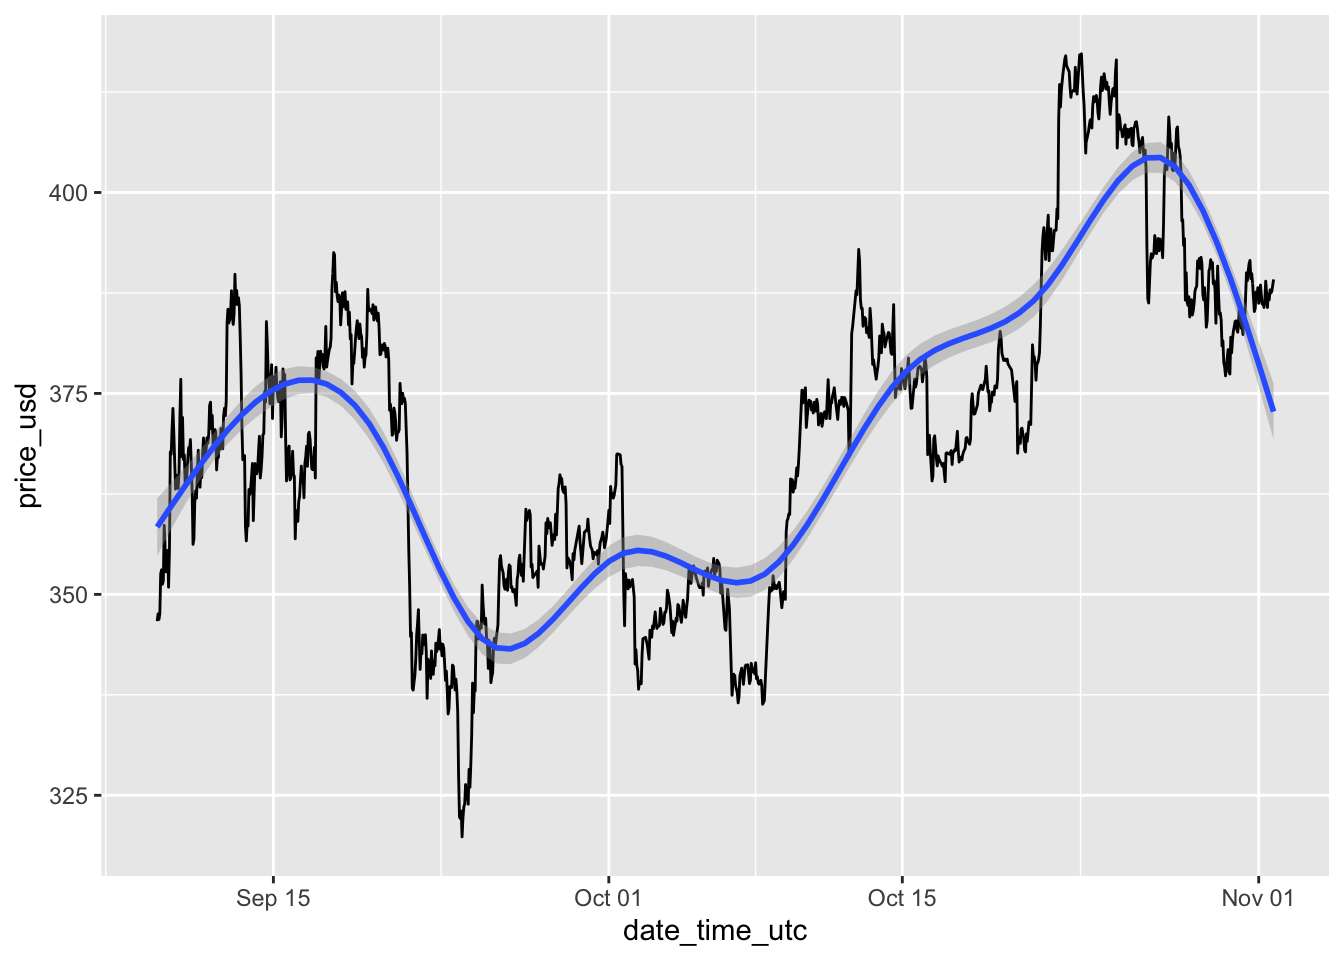 price_usd
400
375
350
325
Sep 15
Oct 01
Oct 15
Nov 01
date_time_utc